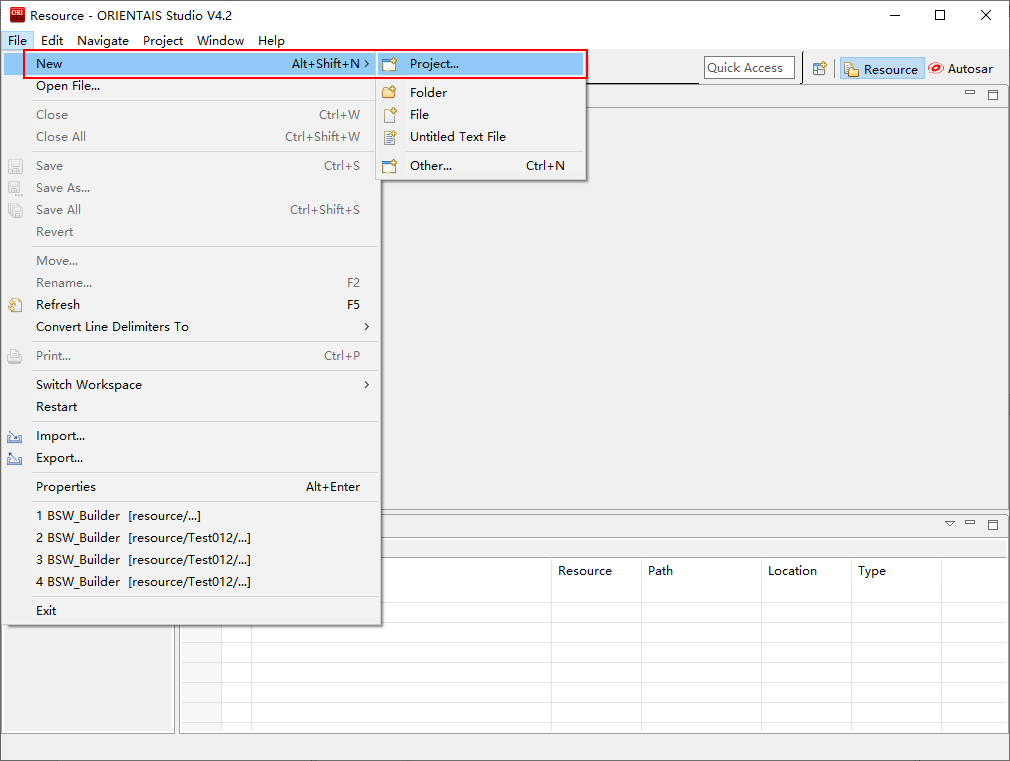 ORI
Resource - ORIENTAIS Studio V4.2
File Edit Navigate Project Window Help
New Alt+Shift+N
Project...
Open File...
Folder
File
Untitled Text File
Other... Ctrl+N
Quick Access
Resource
Autosar
Close Ctrl+W
Close All Ctrl+Shift+W
Save Ctrl+S
Save As...
Save All Ctrl+Shift+S
Revert
Move...
Rename... F2
Refresh F5
Convert Line Delimiters To
Print... Ctrl+P
Switch Workspace
Restart
Import...
Export...
Properties Alt+Enter
1 BSW_Builder [resource/...]
2 BSW_Builder [resource/Test012/...]
3 BSW_Builder [resource/Test012/...]
4 BSW_Builder [resource/Test012/...]
Exit
Resource Path Location Type